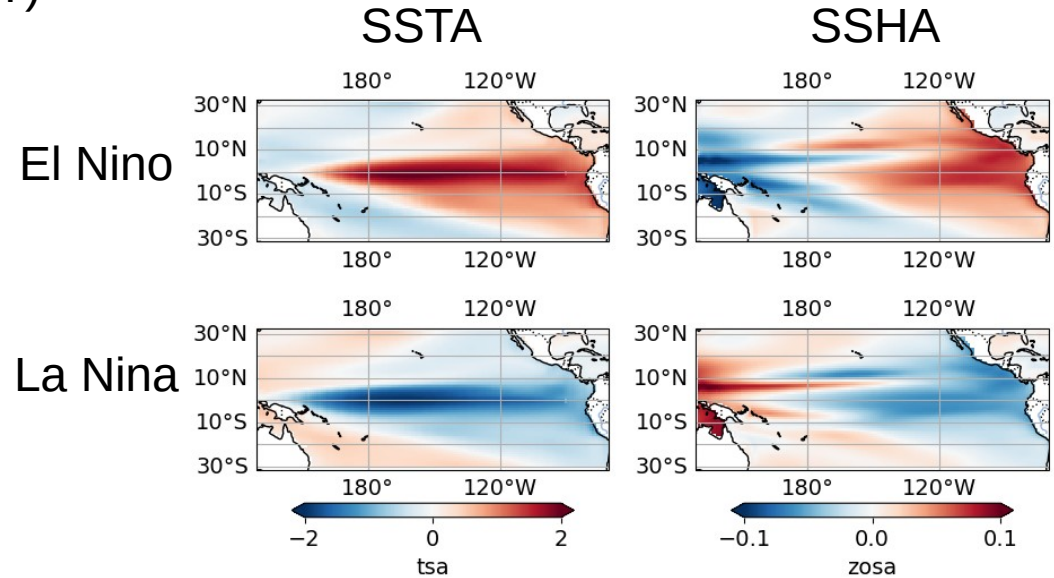 SSTA SSHA
180° 120°W 180° 120°W
30°N 30°N
10°N 10°N
El Nino
10°S 10°S
30°S 30°S
180° 120°W 180° 120°W
180° 120°W 180° 120°W
30°N 30°N
10°N 10°N
La Nina
10°S 10°S
30°S 30°S
180° 120°W 180° 120°W
−2 0 2 −0.1 0.0 0.1
tsa zosa